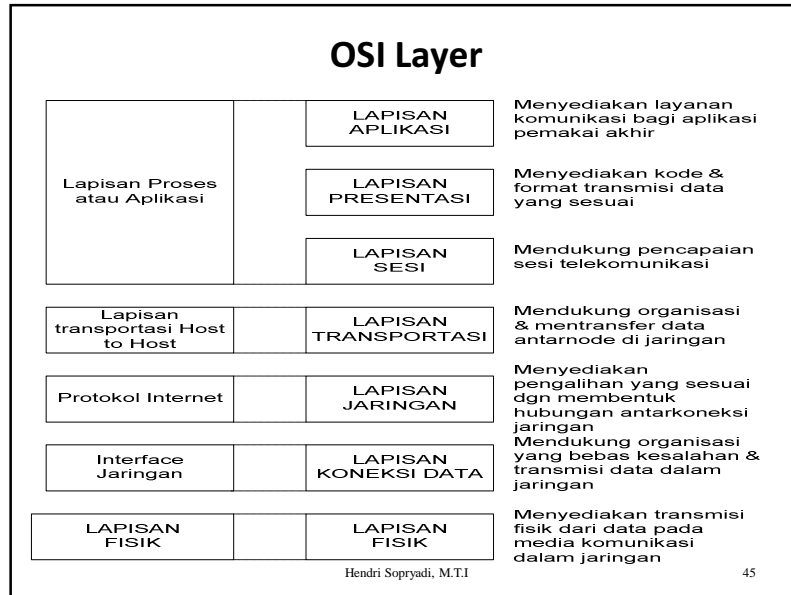 OSI Layer
Lapisan Proses
atau Aplikasi
LAPISAN
APLIKASI
Menyediakan layanan
komunikasi bagi aplikasi
pemakai akhir
LAPISAN
PRESENTASI
Menyediakan kode &
format transmisi data
yang sesuai
LAPISAN
SESI
Mendukung pencapaian
sesi telekomunikasi
Lapisan
transportasi Host
to Host
LAPISAN
TRANSPORTASI
Mendukung organisasi
& mentransfer data
antarnode di jaringan
Protokol Internet
LAPISAN
JARINGAN
Menyediakan
pengalihan yang sesuai
dgn membentuk
hubungan antarkoneksi
jaringan
Interface
Jaringan
LAPISAN
KONEKSI DATA
Mendukung organisasi
yang bebas kesalahan &
transmisi data dalam
jaringan
LAPISAN
FISIK
LAPISAN
FISIK
Menyediakan transmisi
fisik dari data pada
media komunikasi
dalam jaringan
Hendri Sopryadi, M.T.I
45